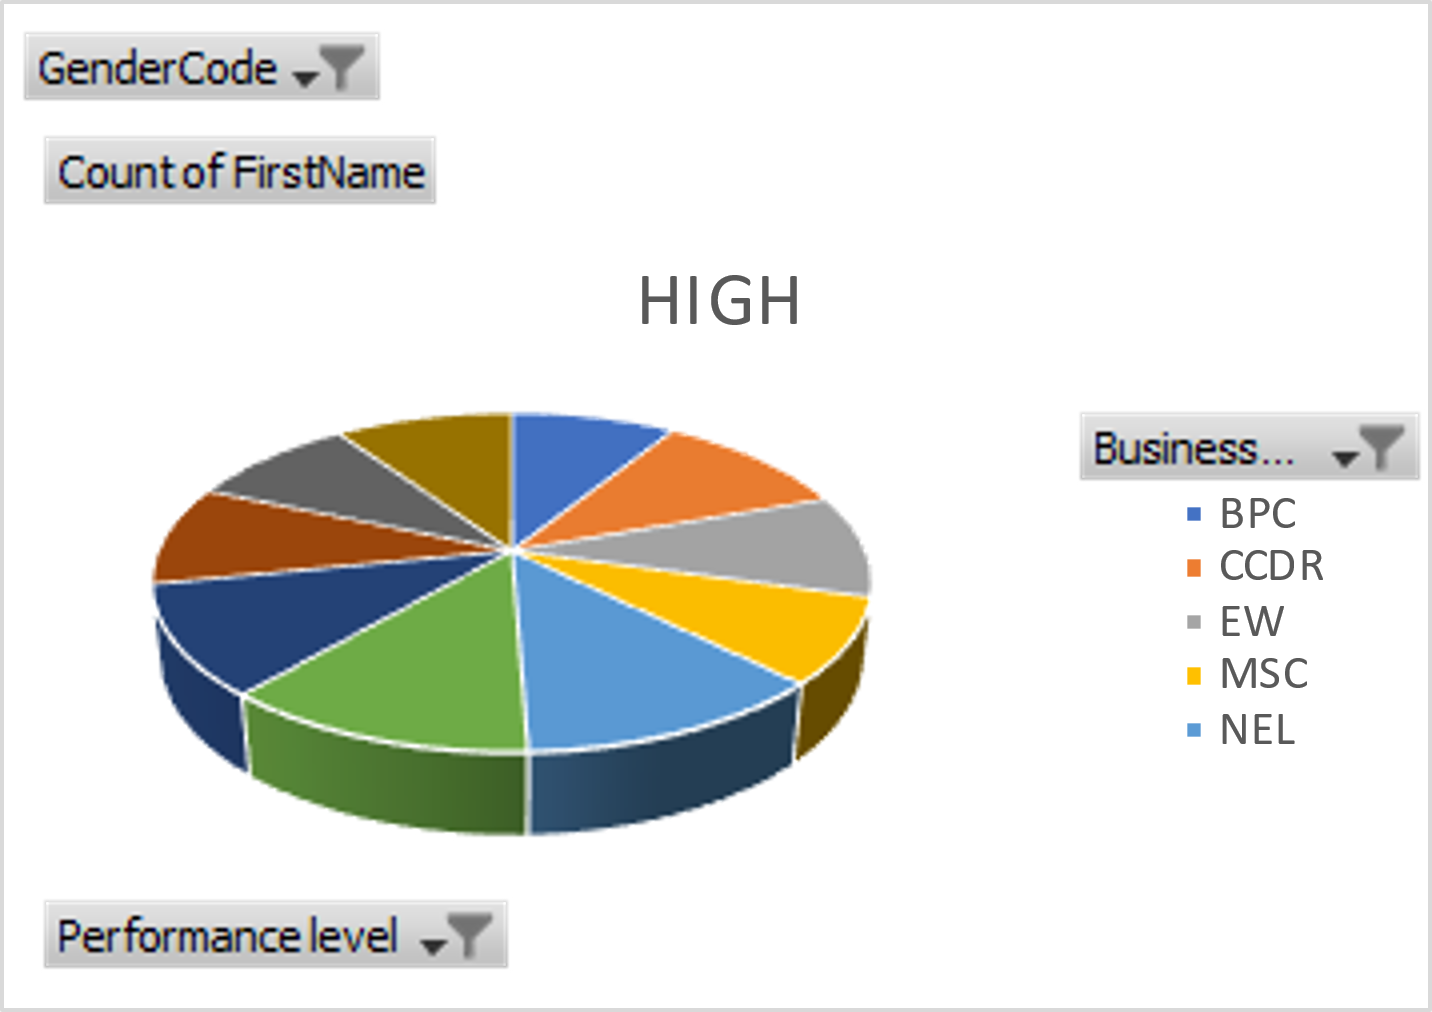 GenderCode
Count of FirstName
HIGH
Business...
BPC
CCDR
EW
MSC
NEL
Performance level